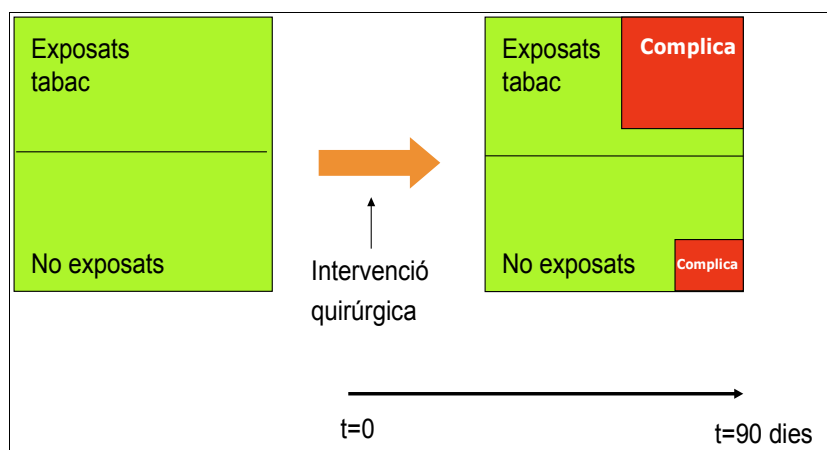 Exposats
tabac
No exposats
Intervenció
quirúrgica
Exposats
tabac
Complica
No exposats
Complica
t=0
t=90 dies